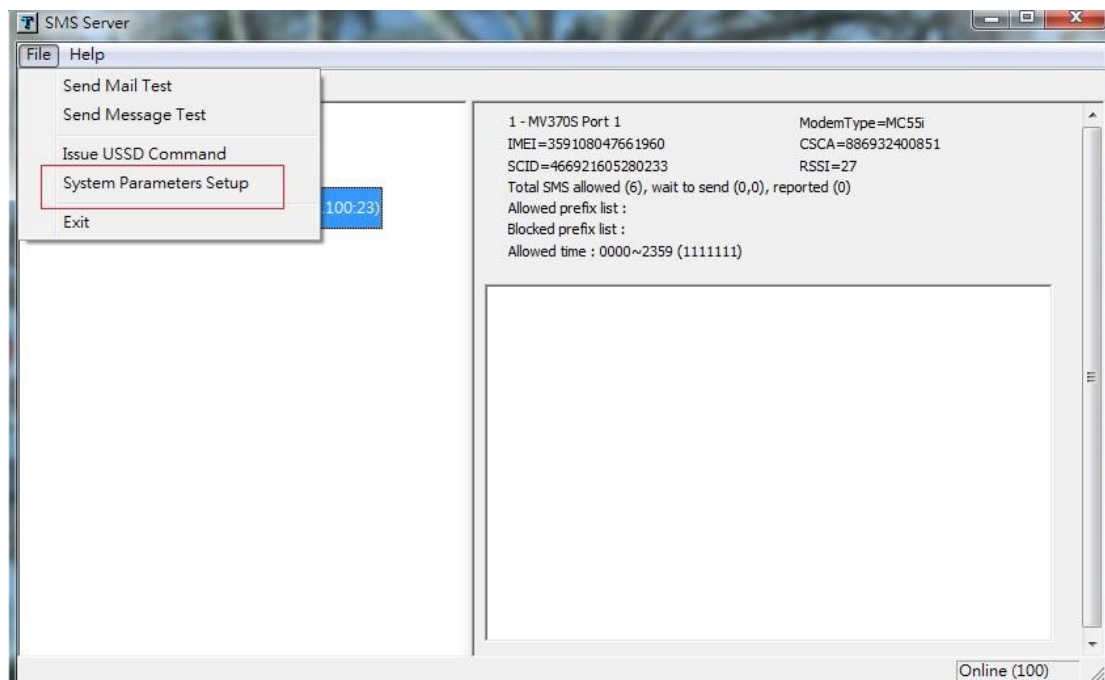 SMS Server
File Help
Send Mail Test
Send Message Test
Issue USSD Command
System Parameters Setup
Exit
100:23)
1 - MV370S Port 1 ModemType=MC55i
IMEI=359108047661960 CSCA=886932400851
SCID=466921605280233 RSSI=27
Total SMS allowed (6), wait to send (0,0), reported (0)
Allowed prefix list :
Blocked prefix list :
Allowed time : 0000~2359 (1111111)
Online (100)